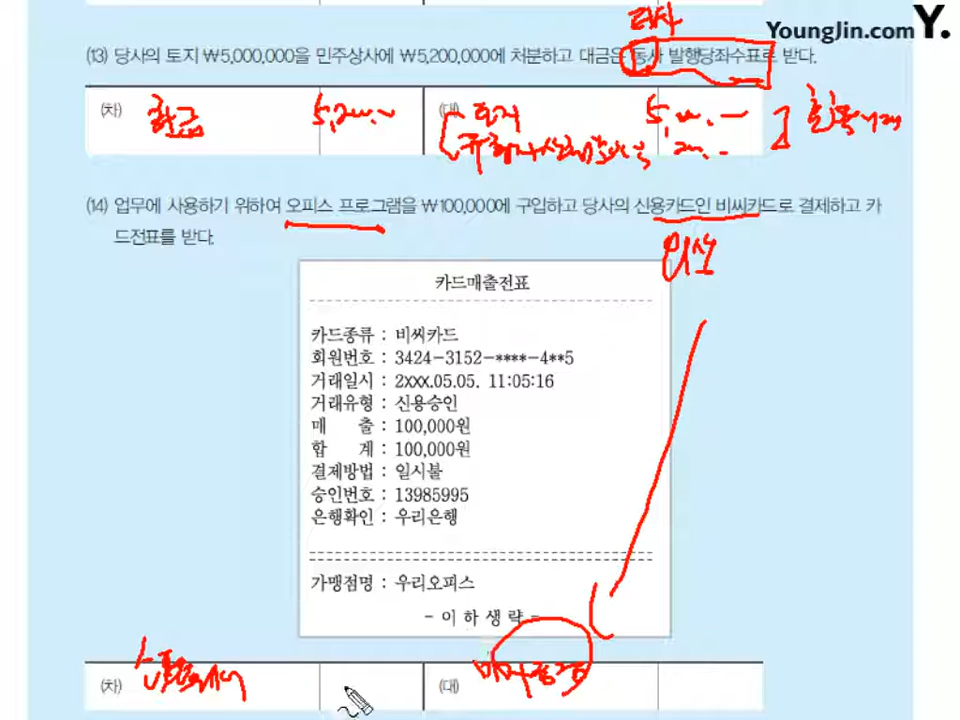 YoungJin.com Y.
타사
(13) 당사의 토지 ₩5,000,000을 민주상사에 ₩5,200,000에 처분하고 대금은 동사 발행당좌수표로 받다.
(차) 현금 (대) 토지
(14) 업무에 사용하기 위하여 오피스 프로그램을 ₩100,000에 구입하고 당사의 신용카드인 비씨카드로 결제하고 카
드전표를 받다.
외상
카드매출전표
카드종류 : 비씨카드
회원번호 : 3424-3152-****-4**5
거래일시 : 2XXX.05.05. 11:05:16
거래유형 : 신용승인
매 출 : 100,000원
합 계 : 100,000원
결제방법 : 일시불
승인번호 : 13985995
은행확인 : 우리은행
가맹점명 : 우리오피스
- 이 하 생 략 -
(차) 소프트웨어 (대) 미지급금